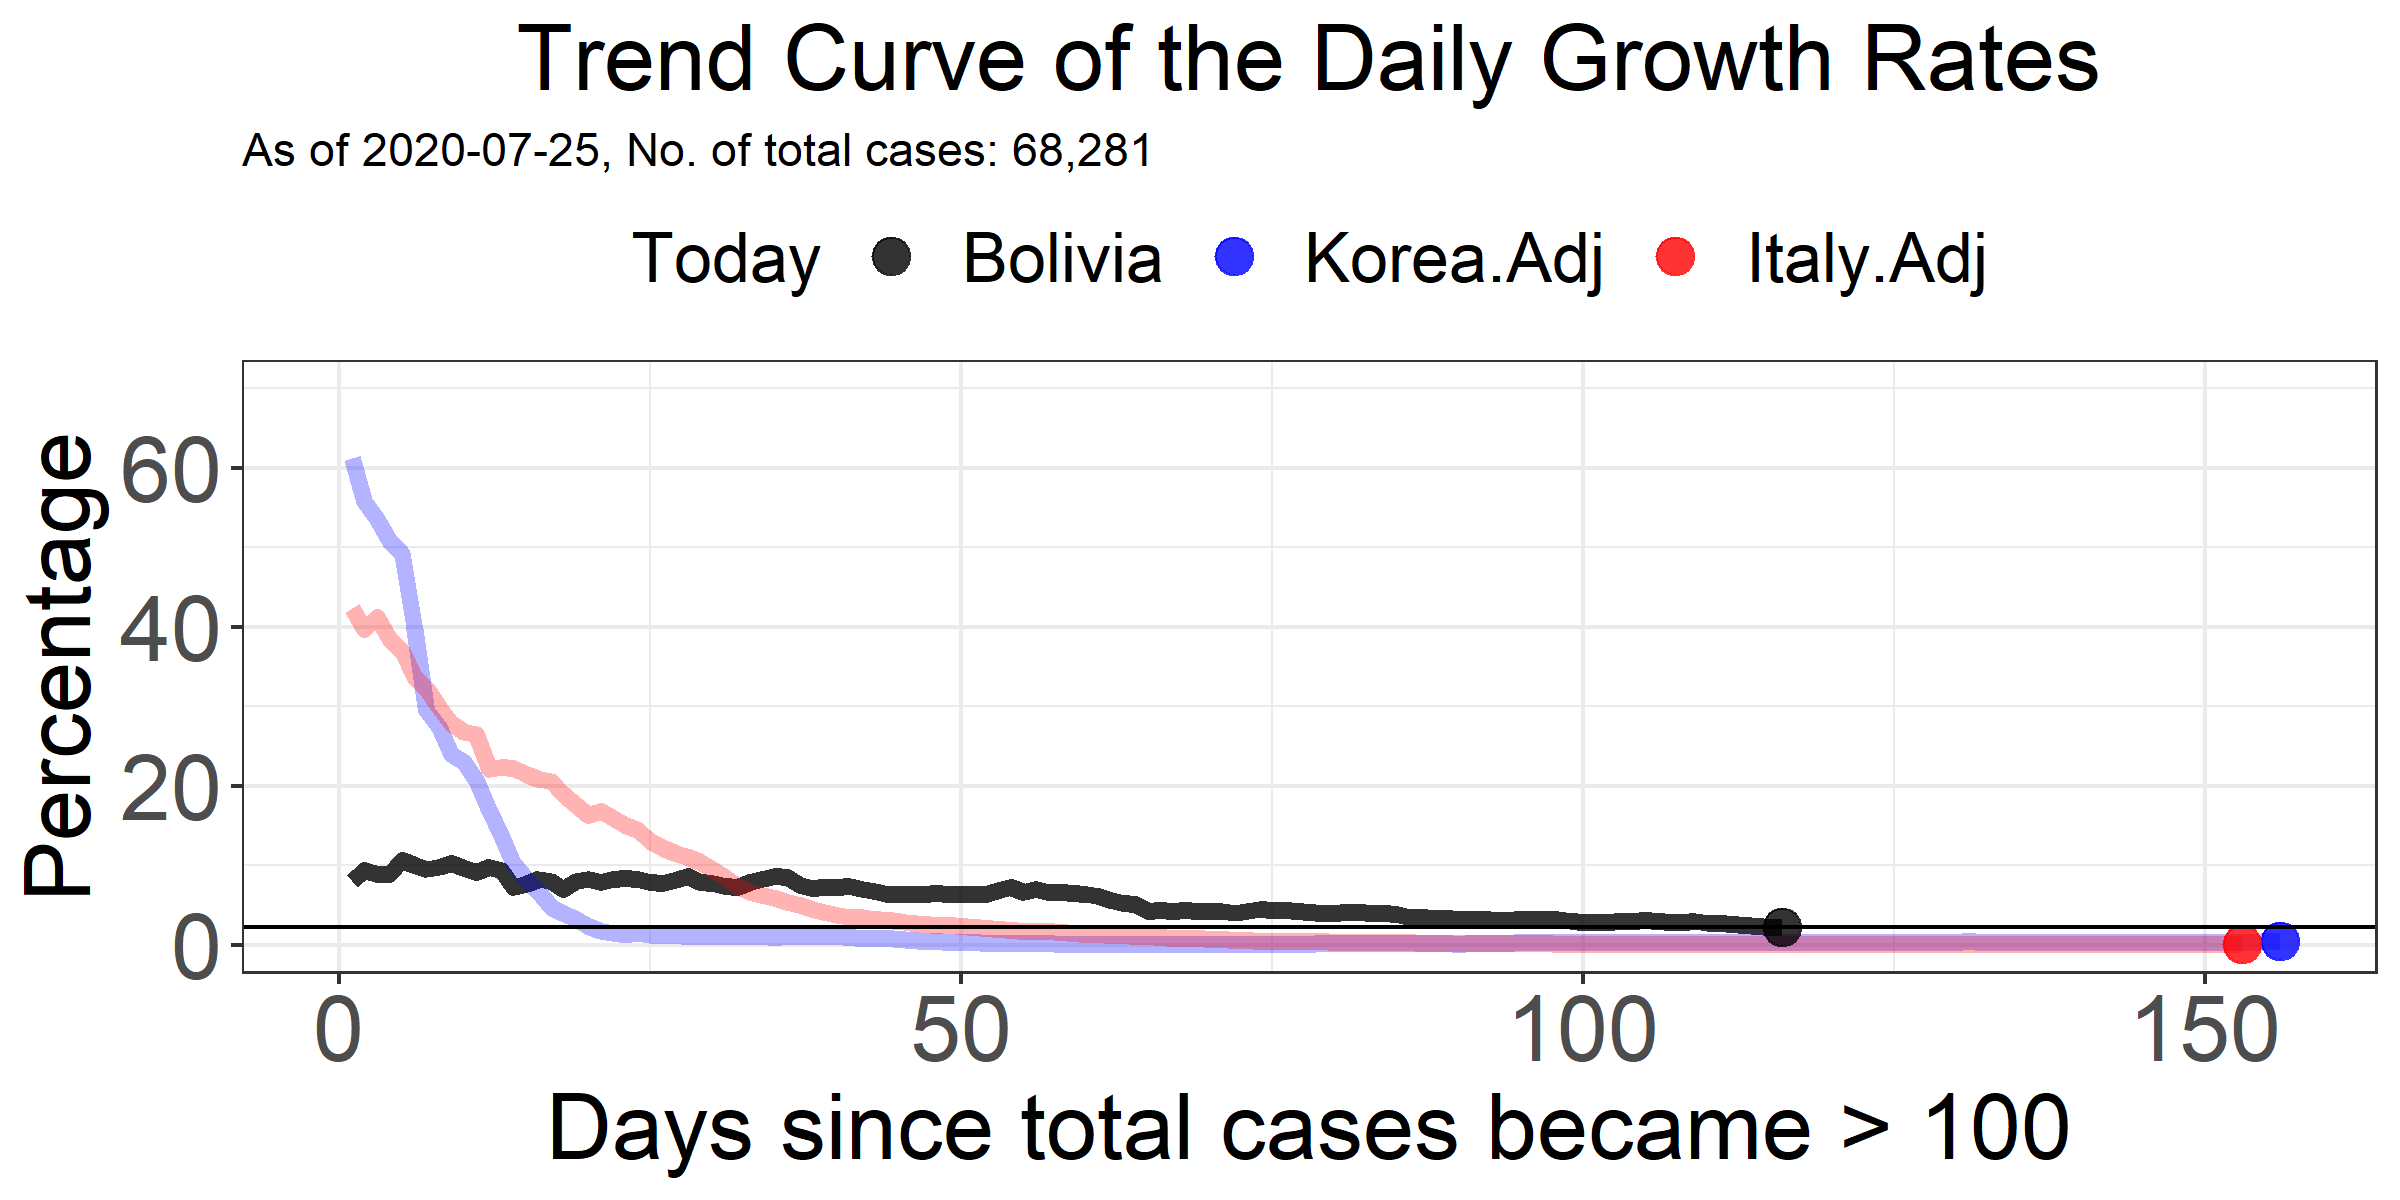 Trend Curve of the Daily Growth Rates
As of 2020-07-25, No. of total cases: 68,281
Today Bolivia Korea.Adj Italy.Adj
Percentage
60
40
20
0
0 50 100 150
Days since total cases became > 100